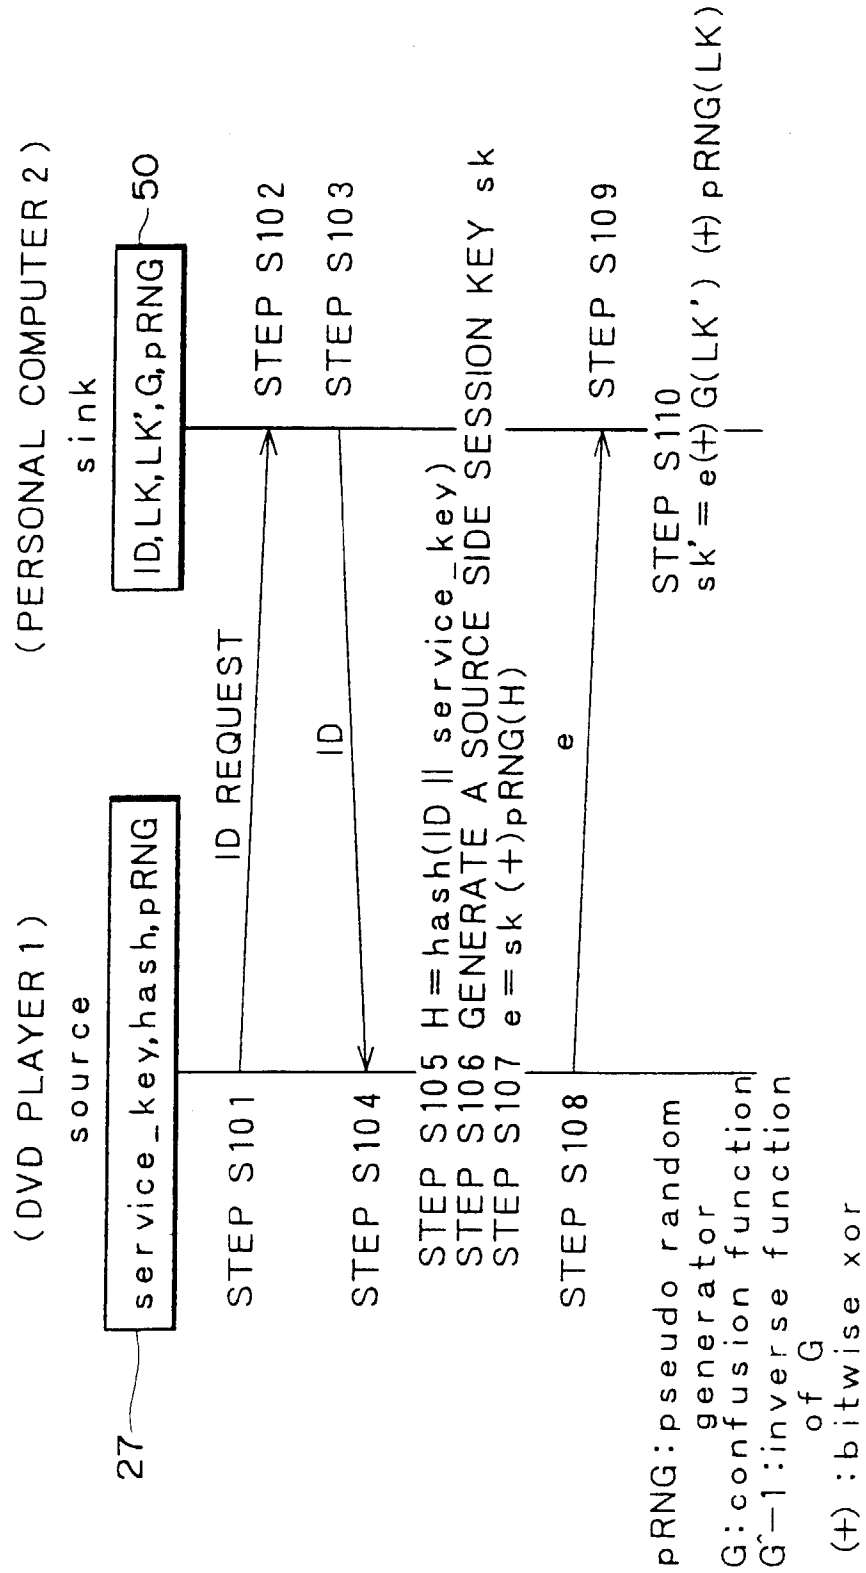 (DVD PLAYER 1)
source
(PERSONAL COMPUTER 2)
sink
27
service_key,hash,pRNG
ID,LK,LK',G,pRNG
50
STEP S101
ID REQUEST
STEP S102
ID
STEP S103
STEP S104
STEP S105 H=hash(ID || service_key)
STEP S106 GENERATE A SOURCE SIDE SESSION KEY sk
STEP S107 e=sk (+)pRNG(H)
STEP S108
e
STEP S109
STEP S110
sk'=e(+)G(LK') (+) pRNG(LK)
pRNG:pseudo random
generator
G:confusion function
G^-1:inverse function
of G
(+) :bitwise xor